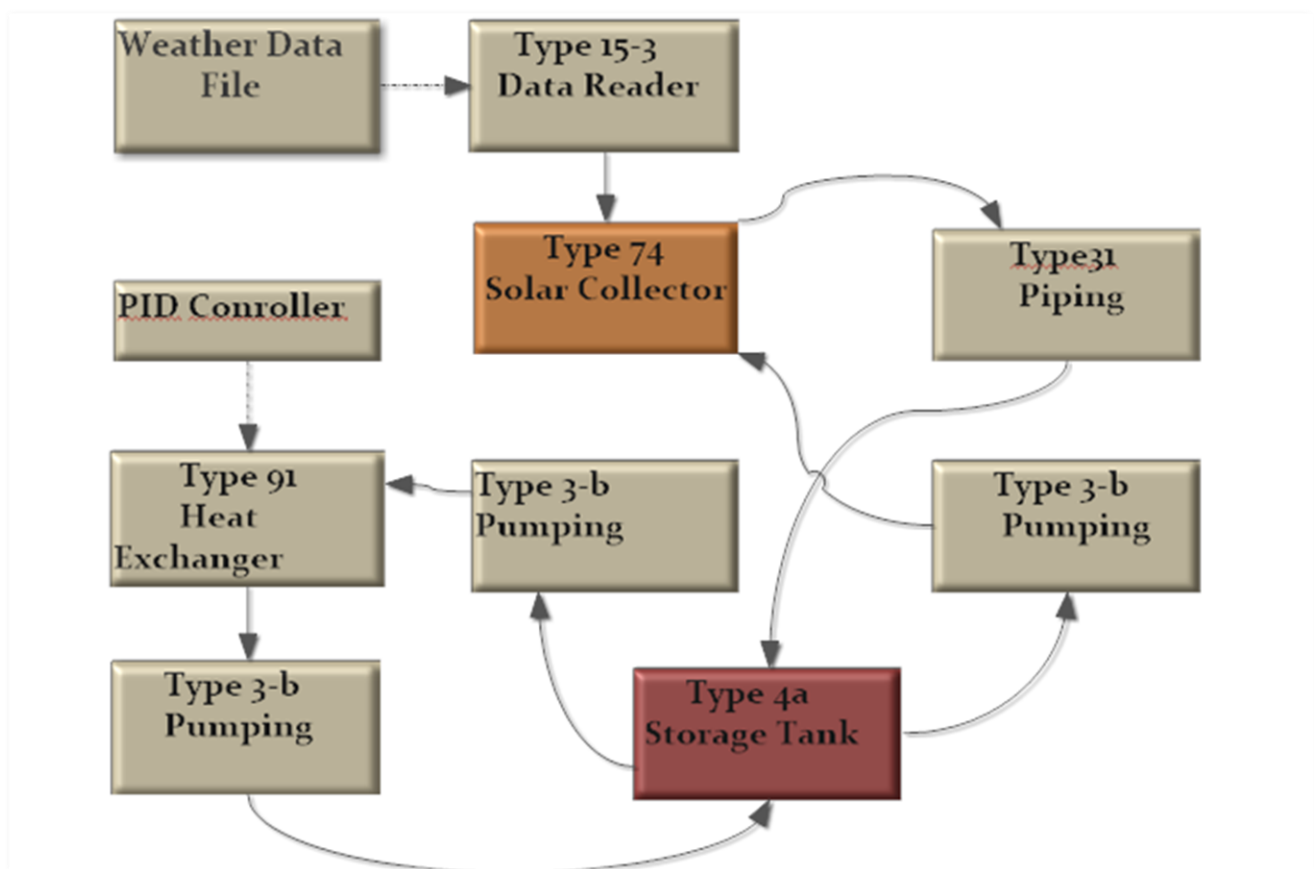 Weather Data
File
Type 15-3
Data Reader
Type 74
Solar Collector
Type31
Piping
PID Conroller
Type 91
Heat
Exchanger
Type 3-b
Pumping
Type 3-b
Pumping
Type 3-b
Pumping
Type 4a
Storage Tank